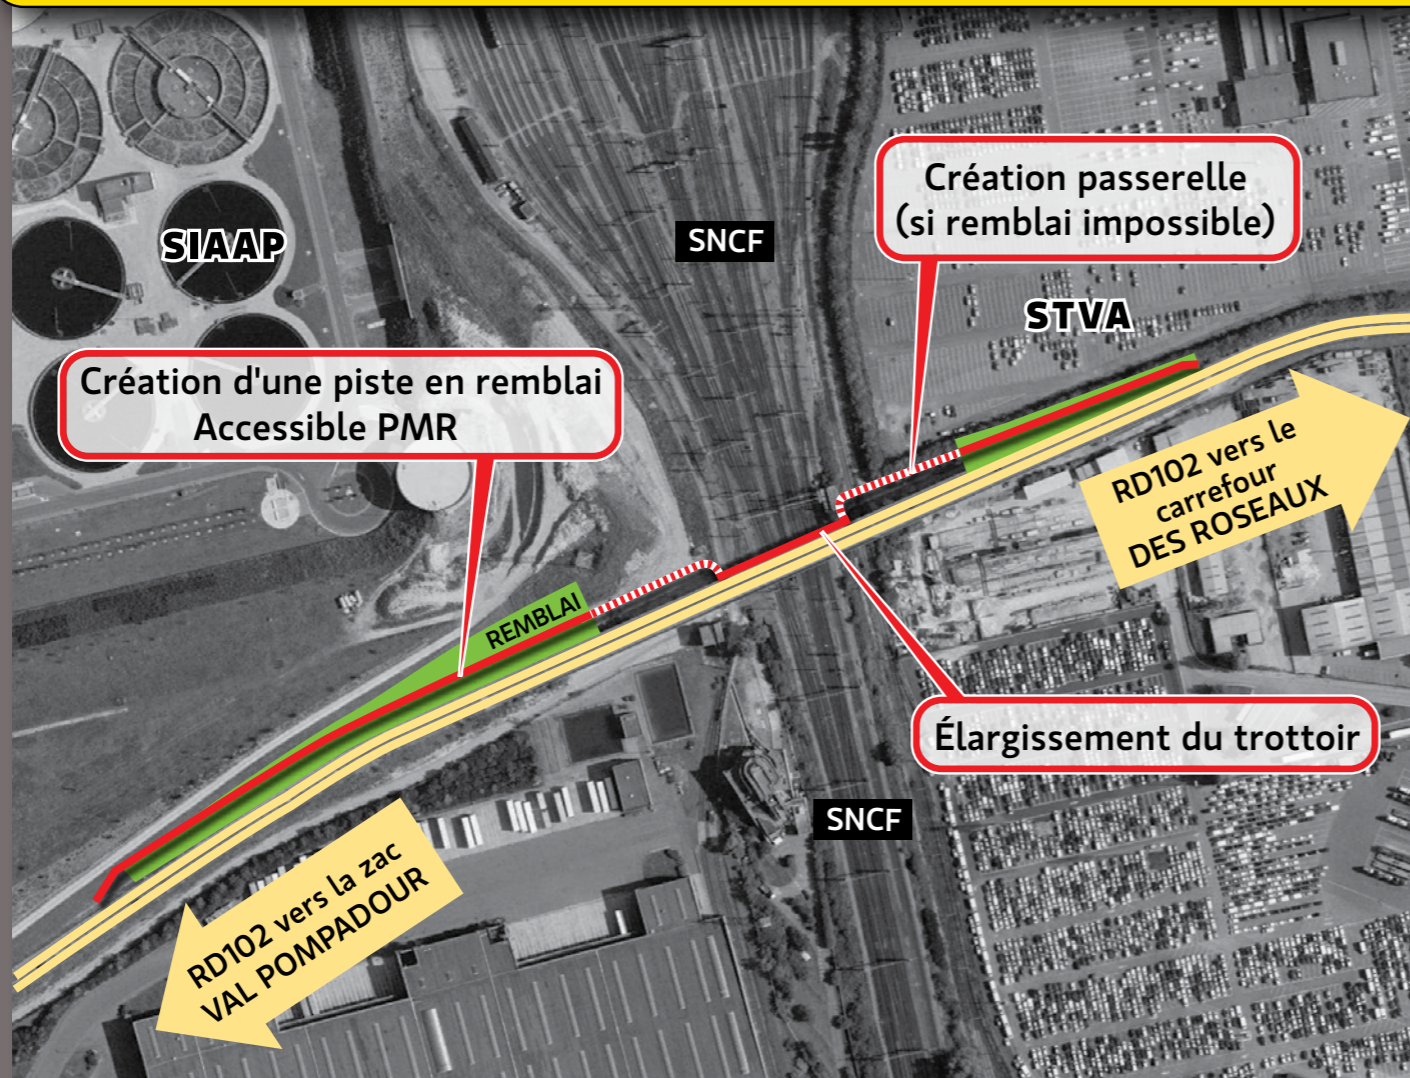 Création passerelle
(si remblai impossible)
SNCF
SIAAP
STVA
Création d'une piste en remblai
Accessible PMR
RD102 vers le
carrefour
DES ROSEAUX
REMBLAI
Élargissement du trottoir
SNCF
RD102 vers la zac
VAL POMPADOUR